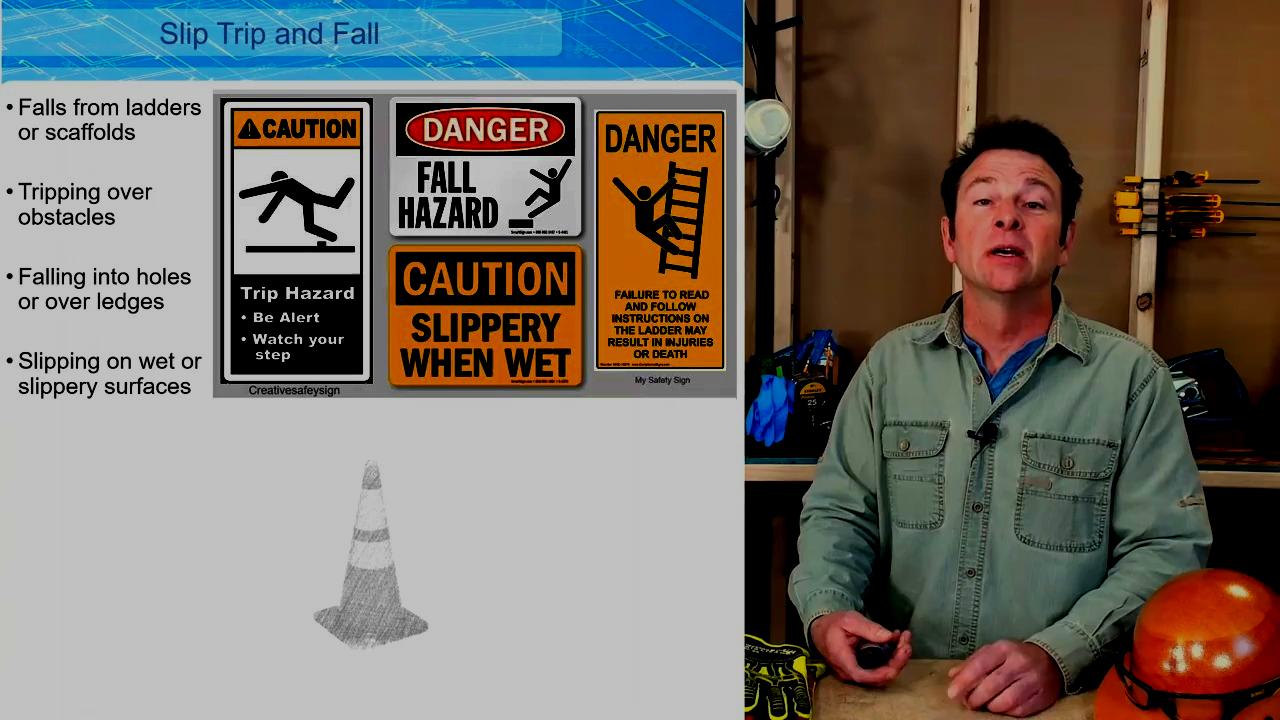 Slip Trip and Fall
• Falls from ladders
or scaffolds
• Tripping over
obstacles
• Falling into holes
or over ledges
• Slipping on wet or
slippery surfaces
CAUTION
Trip Hazard
• Be Alert
• Watch your
step
Creativesafeysign
DANGER
FALL
HAZARD
CAUTION
SLIPPERY
WHEN WET
DANGER
FAILURE TO READ
AND FOLLOW
INSTRUCTIONS ON
THE LADDER MAY
RESULT IN INJURIES
OR DEATH
My Safety Sign
25